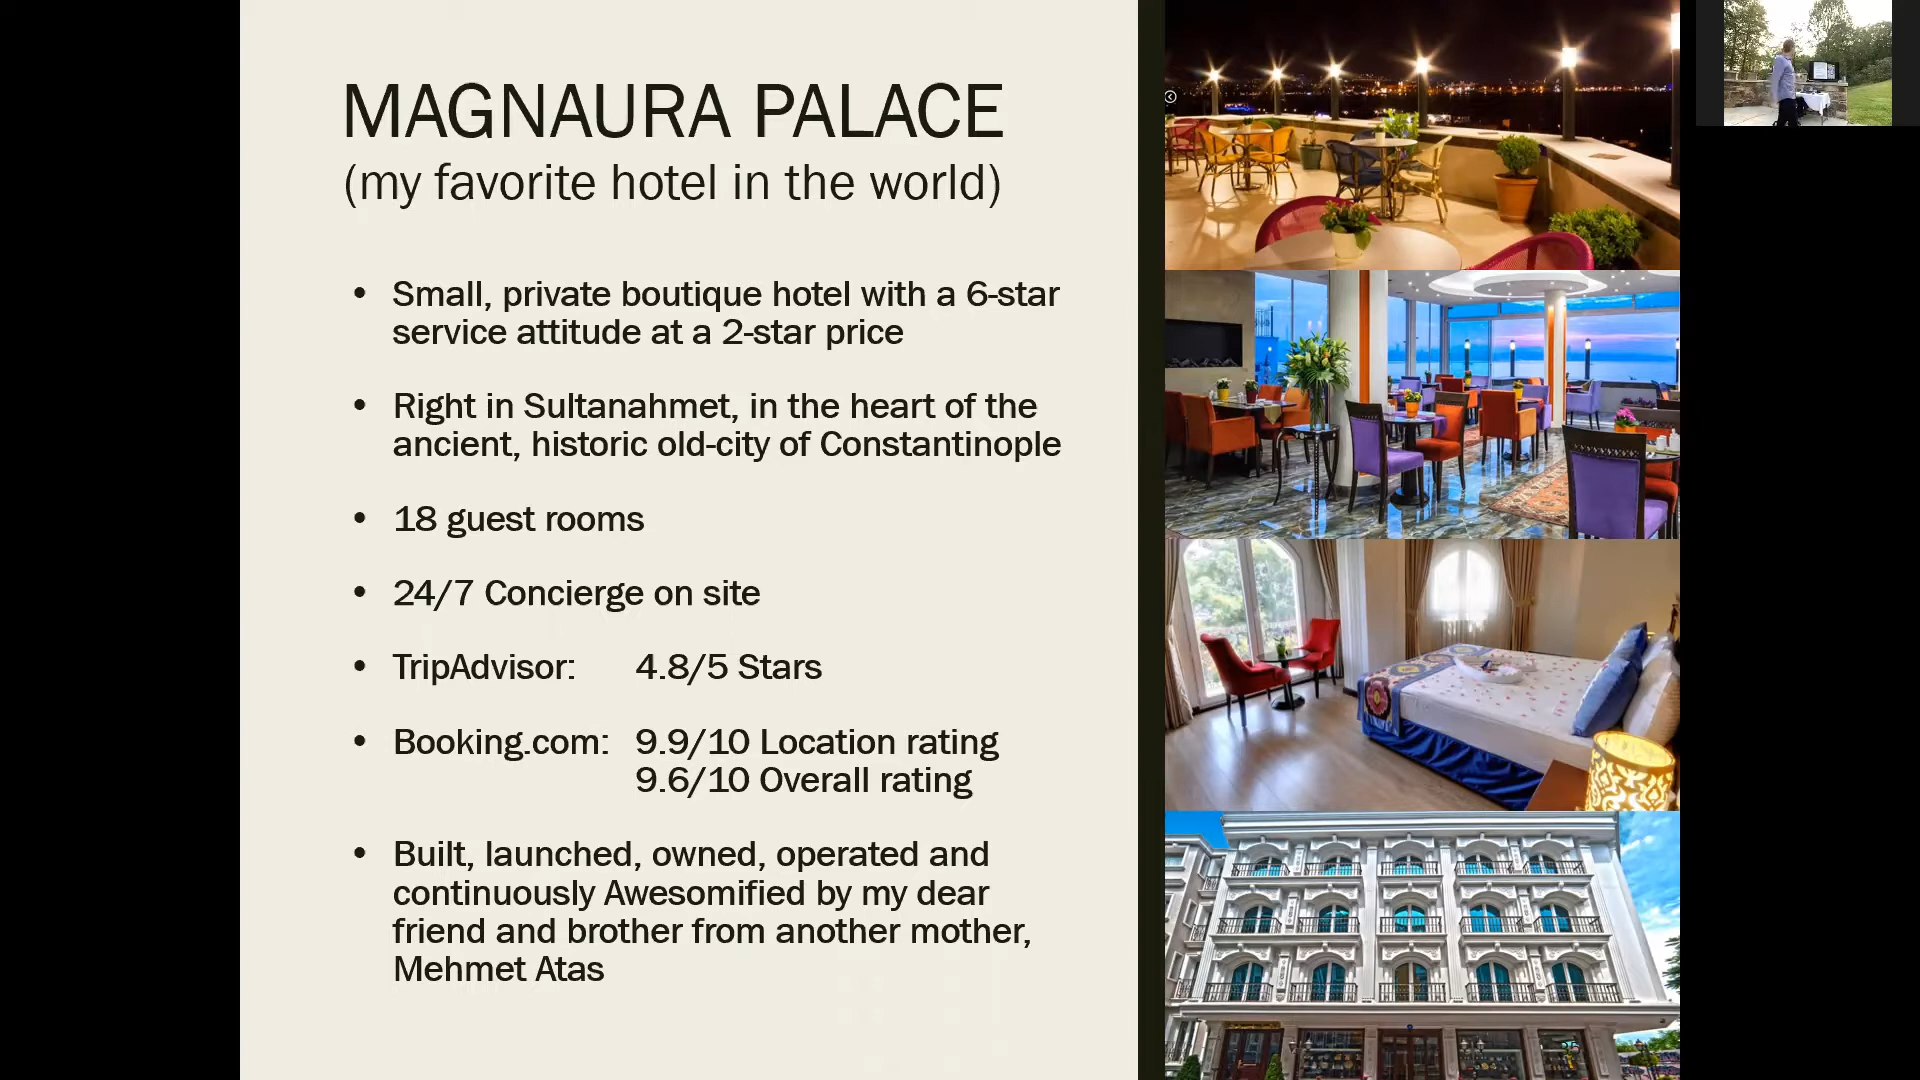 MAGNAURA PALACE
(my favorite hotel in the world)
• Small, private boutique hotel with a 6-star
service attitude at a 2-star price
• Right in Sultanahmet, in the heart of the
ancient, historic old-city of Constantinople
• 18 guest rooms
• 24/7 Concierge on site
• TripAdvisor: 4.8/5 Stars
• Booking.com: 9.9/10 Location rating
9.6/10 Overall rating
• Built, launched, owned, operated and
continuously Awesomified by my dear
friend and brother from another mother,
Mehmet Atas